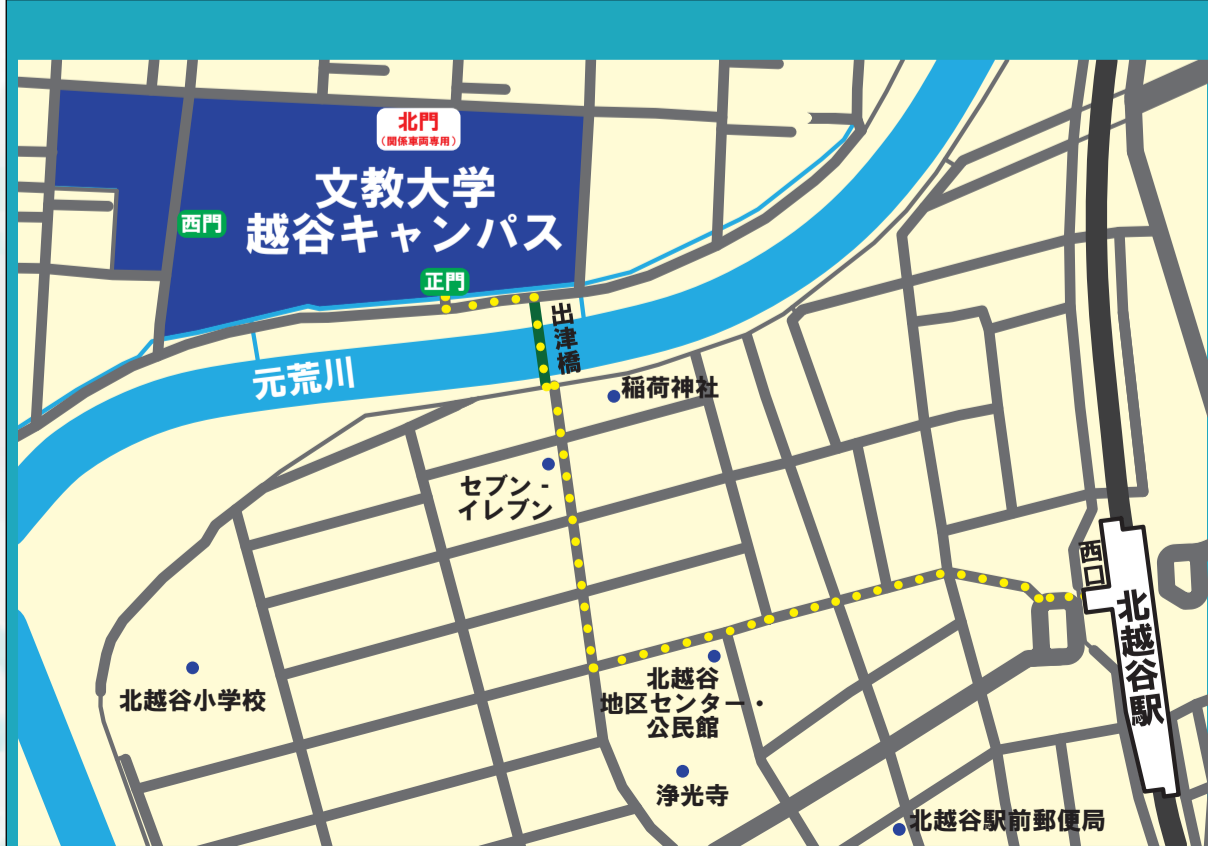 北門
（関係車両専用）
文教大学
越谷キャンパス
西門
正門
出津橋
元荒川
稲荷神社
セブン‐
イレブン
西口
北越谷駅
北越谷小学校
北越谷
地区センター・
公民館
浄光寺
北越谷駅前郵便局